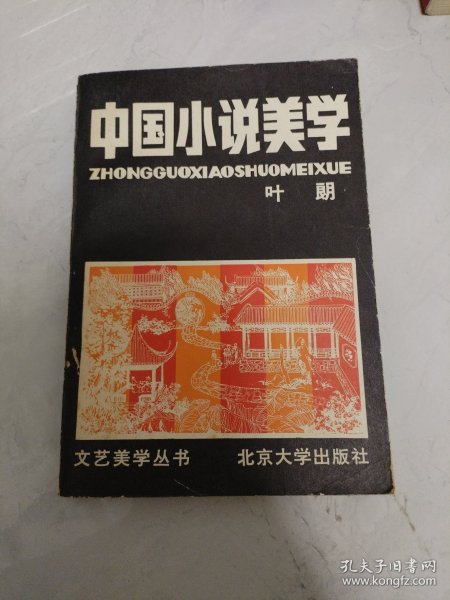 中国小说美学
ZHONGGUOXIAOSHUOMEIXUE
叶 朗
文艺美学丛书 北京大学出版社
孔夫子旧书网
www.kongfz.com